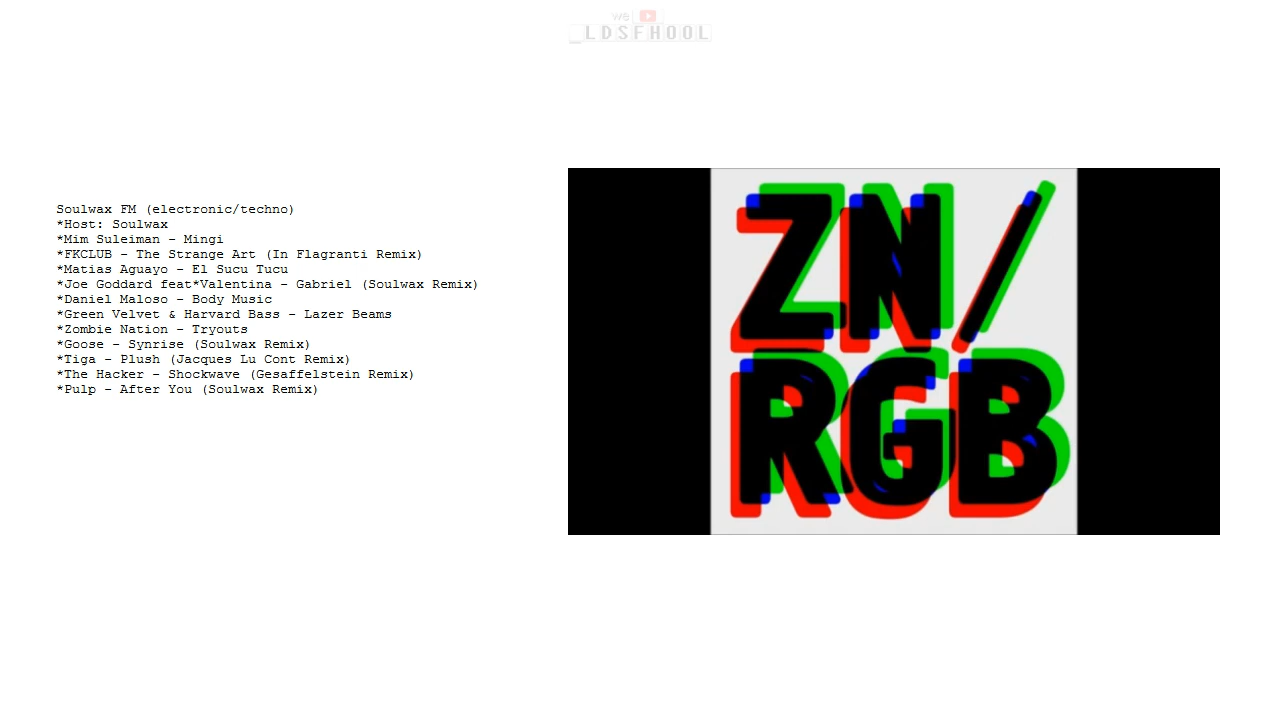 we
_LDSFHOOL
Soulwax FM (electronic/techno)
*Host: Soulwax
*Mim Suleiman - Mingi
*FKCLUB - The Strange Art (In Flagranti Remix)
*Matias Aguayo - El Sucu Tucu
*Joe Goddard feat*Valentina - Gabriel (Soulwax Remix)
*Daniel Maloso - Body Music
*Green Velvet & Harvard Bass - Lazer Beams
*Zombie Nation - Tryouts
*Goose - Synrise (Soulwax Remix)
*Tiga - Plush (Jacques Lu Cont Remix)
*The Hacker - Shockwave (Gesaffelstein Remix)
*Pulp - After You (Soulwax Remix)
ZN/
RGB